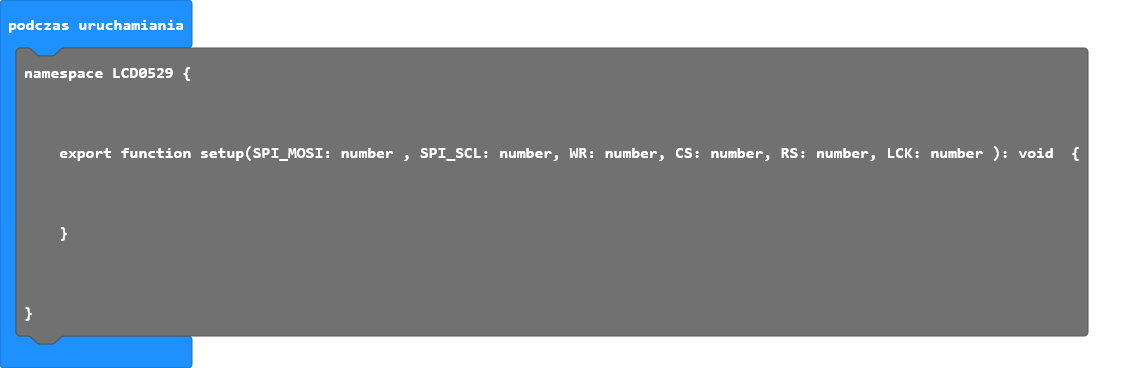 podczas uruchamiania
namespace LCD0529 {
export function setup(SPI_MOSI: number , SPI_SCL: number, WR: number, CS: number, RS: number, LCK: number ): void  {
}
}